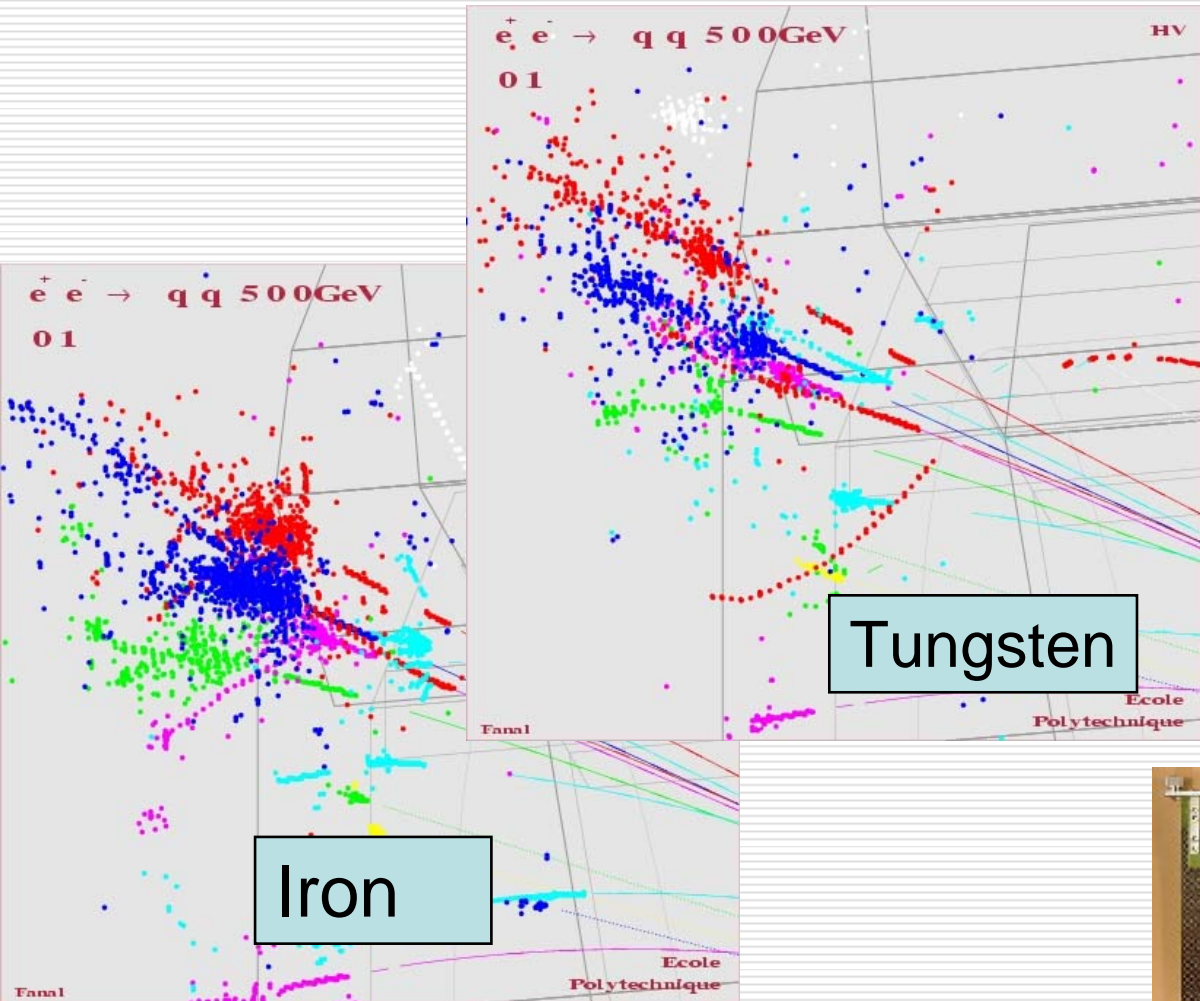 e⁺ e⁻ → q q 500GeV
HV
01
Tungsten
Ecole
Polytechnique
Fanal
e⁺ e⁻ → q q 500GeV
01
Iron
Ecole
Polytechnique
Fanal